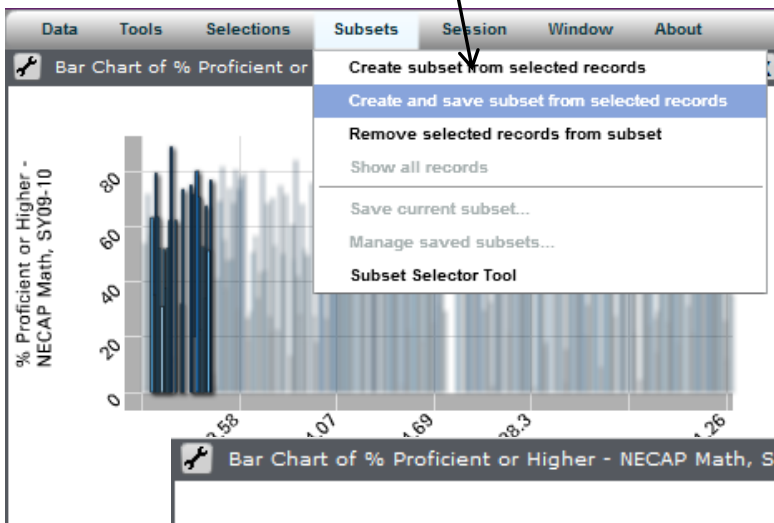 Data Tools Selections Subsets Session Window About
Bar Chart of % Proficient or
Create subset from selected records
Create and save subset from selected records
Remove selected records from subset
Show all records
Save current subset...
Manage saved subsets...
Subset Selector Tool
% Proficient or Higher -
NECAP Math, SY09-10
80
60
40
20
0
.07
.69
.26
Bar Chart of % Proficient or Higher - NECAP Math, S